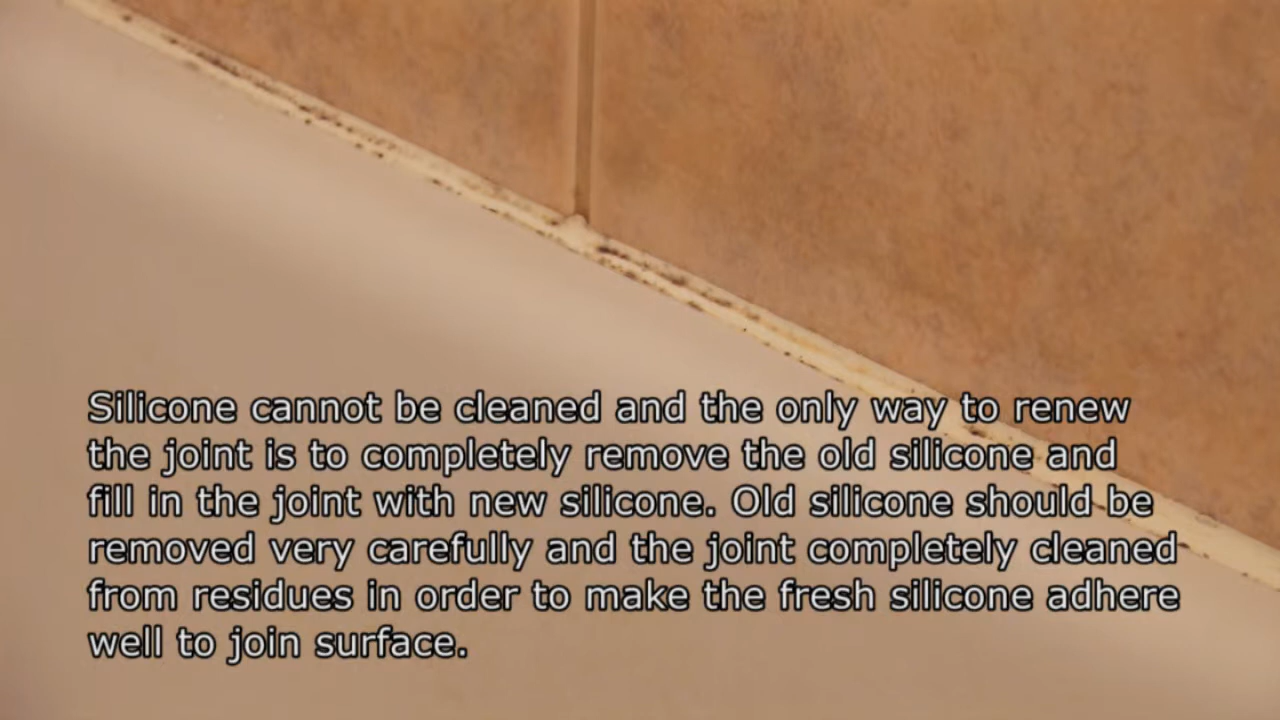 Silicone cannot be cleaned and the only way to renew
the joint is to completely remove the old silicone and
fill in the joint with new silicone. Old silicone should be
removed very carefully and the joint completely cleaned
from residues in order to make the fresh silicone adhere
well to join surface.